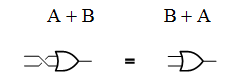 A + B B + A
=